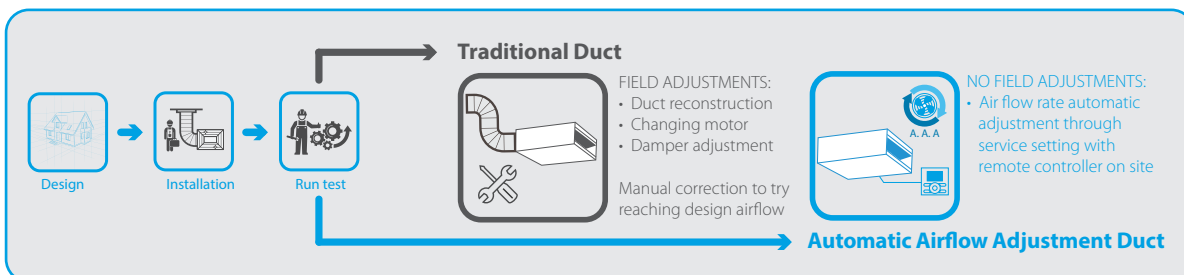 Design
Installation
Run test
Traditional Duct
FIELD ADJUSTMENTS:
• Duct reconstruction
• Changing motor
• Damper adjustment
Manual correction to try
reaching design airflow
A. A. A
NO FIELD ADJUSTMENTS:
• Air flow rate automatic
adjustment through
service setting with
remote controller on site
Automatic Airflow Adjustment Duct